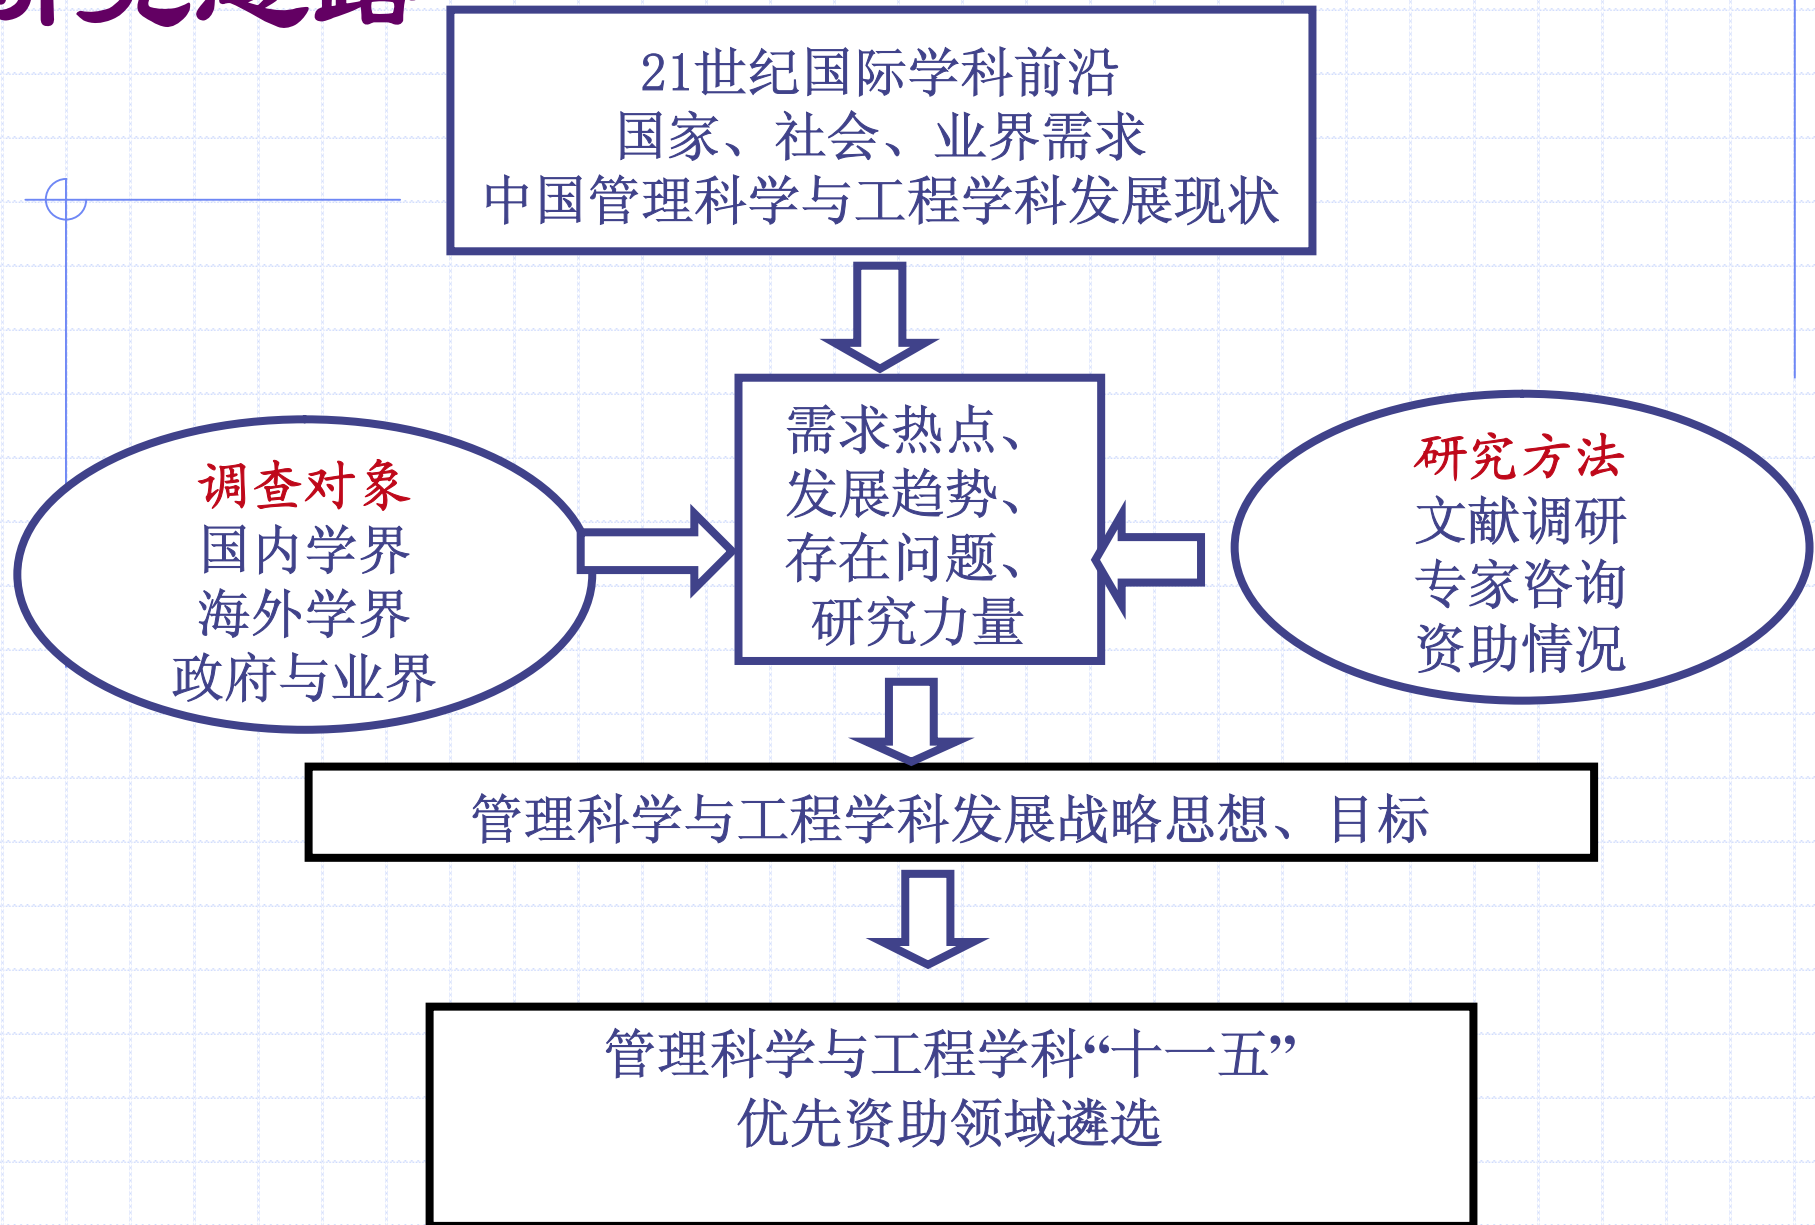 研究思路
21世纪国际学科前沿
国家、社会、业界需求
中国管理科学与工程学科发展现状
需求热点、
发展趋势、
存在问题、
研究力量
调查对象
国内学界
海外学界
政府与业界
研究方法
文献调研
专家咨询
资助情况
管理科学与工程学科发展战略思想、目标
管理科学与工程学科“十一五”
优先资助领域遴选